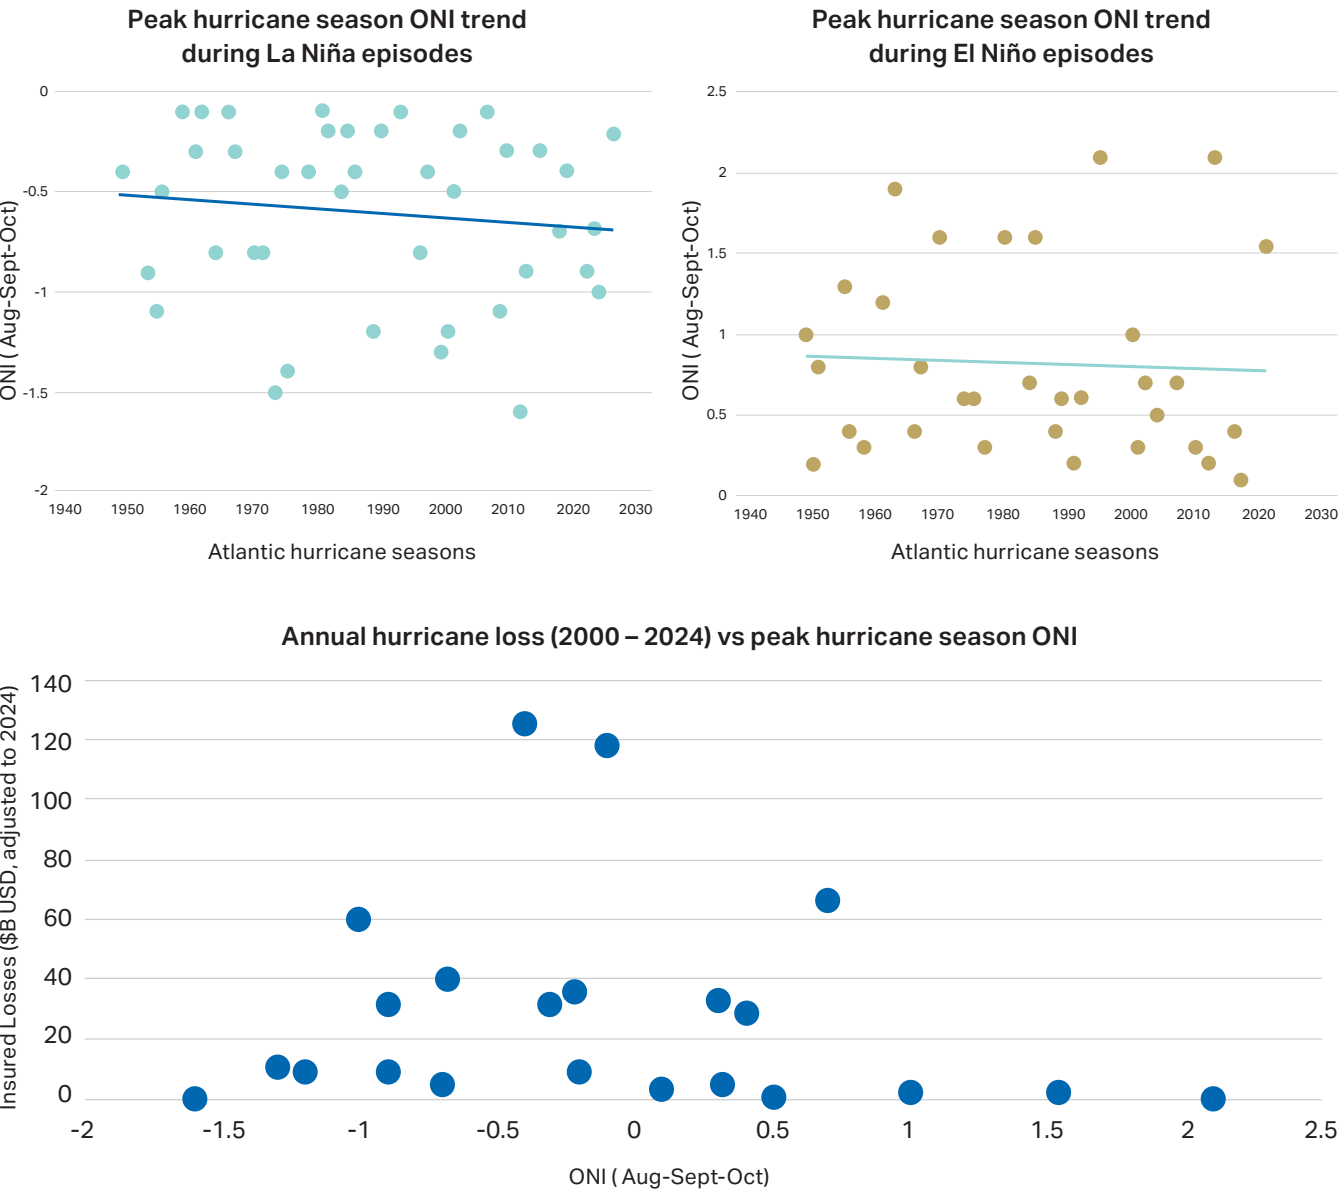 Peak hurricane season ONI trend
during La Niña episodes
0
-0.5
-1
-1.5
-2
ONI ( Aug-Sept-Oct)
1940 1950 1960 1970 1980 1990 2000 2010 2020 2030
Atlantic hurricane seasons
Peak hurricane season ONI trend
during El Niño episodes
2.5
2
1.5
1
0.5
0
ONI ( Aug-Sept-Oct)
1940 1950 1960 1970 1980 1990 2000 2010 2020 2030
Atlantic hurricane seasons
Annual hurricane loss (2000 – 2024) vs peak hurricane season ONI
140
120
100
80
60
40
20
0
Insured Losses ($B USD, adjusted to 2024)
-2 -1.5 -1 -0.5 0 0.5 1 1.5 2 2.5
ONI ( Aug-Sept-Oct)